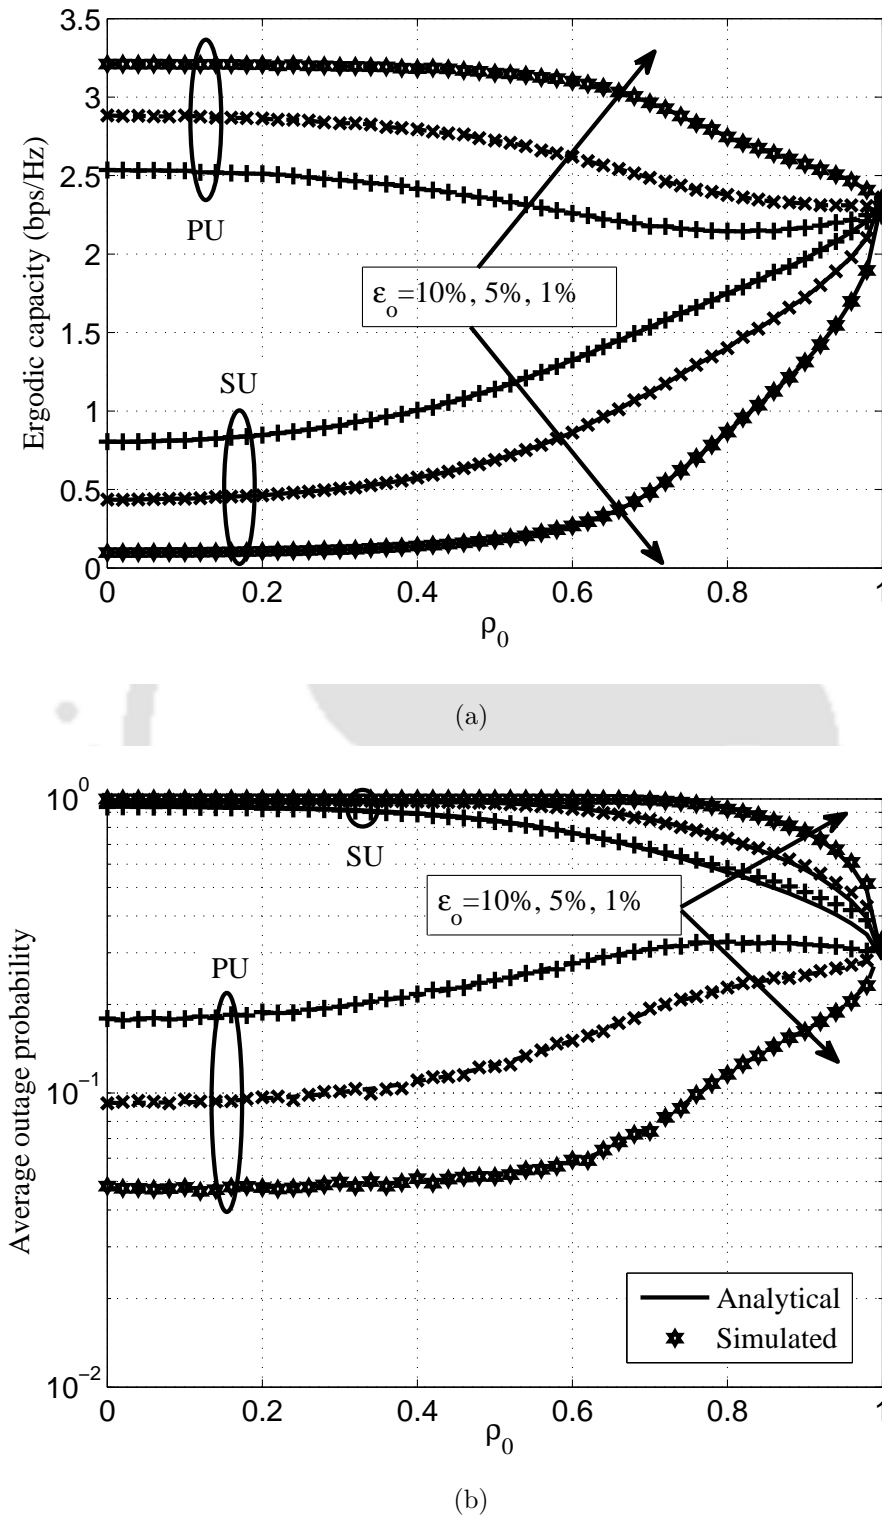 3.5
3
2.5
2
1.5
1
0.5
0
Ergodic capacity (bps/Hz)
PU
ε_o=10%, 5%, 1%
SU
0 0.2 0.4 0.6 0.8 1
ρ_0
(a)
10^0
10^−1
10^−2
Average outage probability
SU
ε_o=10%, 5%, 1%
PU
Analytical
Simulated
0 0.2 0.4 0.6 0.8 1
ρ_0
(b)